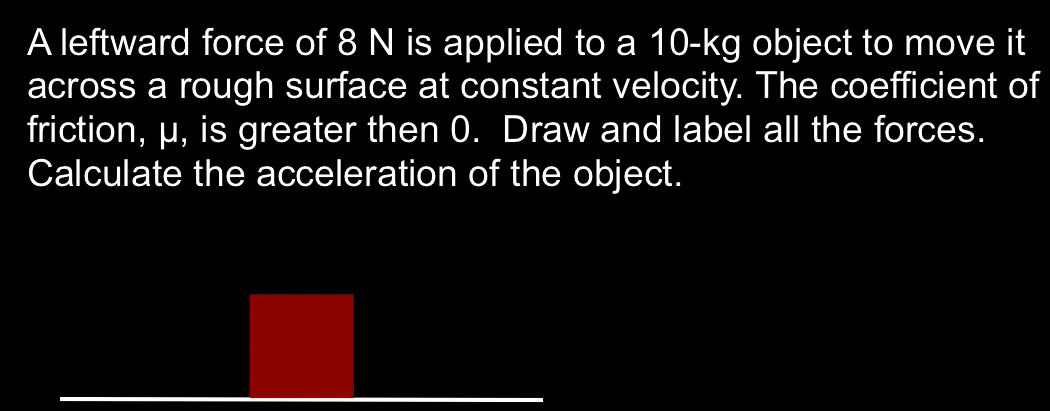 A leftward force of 8 N is applied to a 10-kg object to move it
across a rough surface at constant velocity. The coefficient of
friction, μ, is greater then 0.  Draw and label all the forces.
Calculate the acceleration of the object.